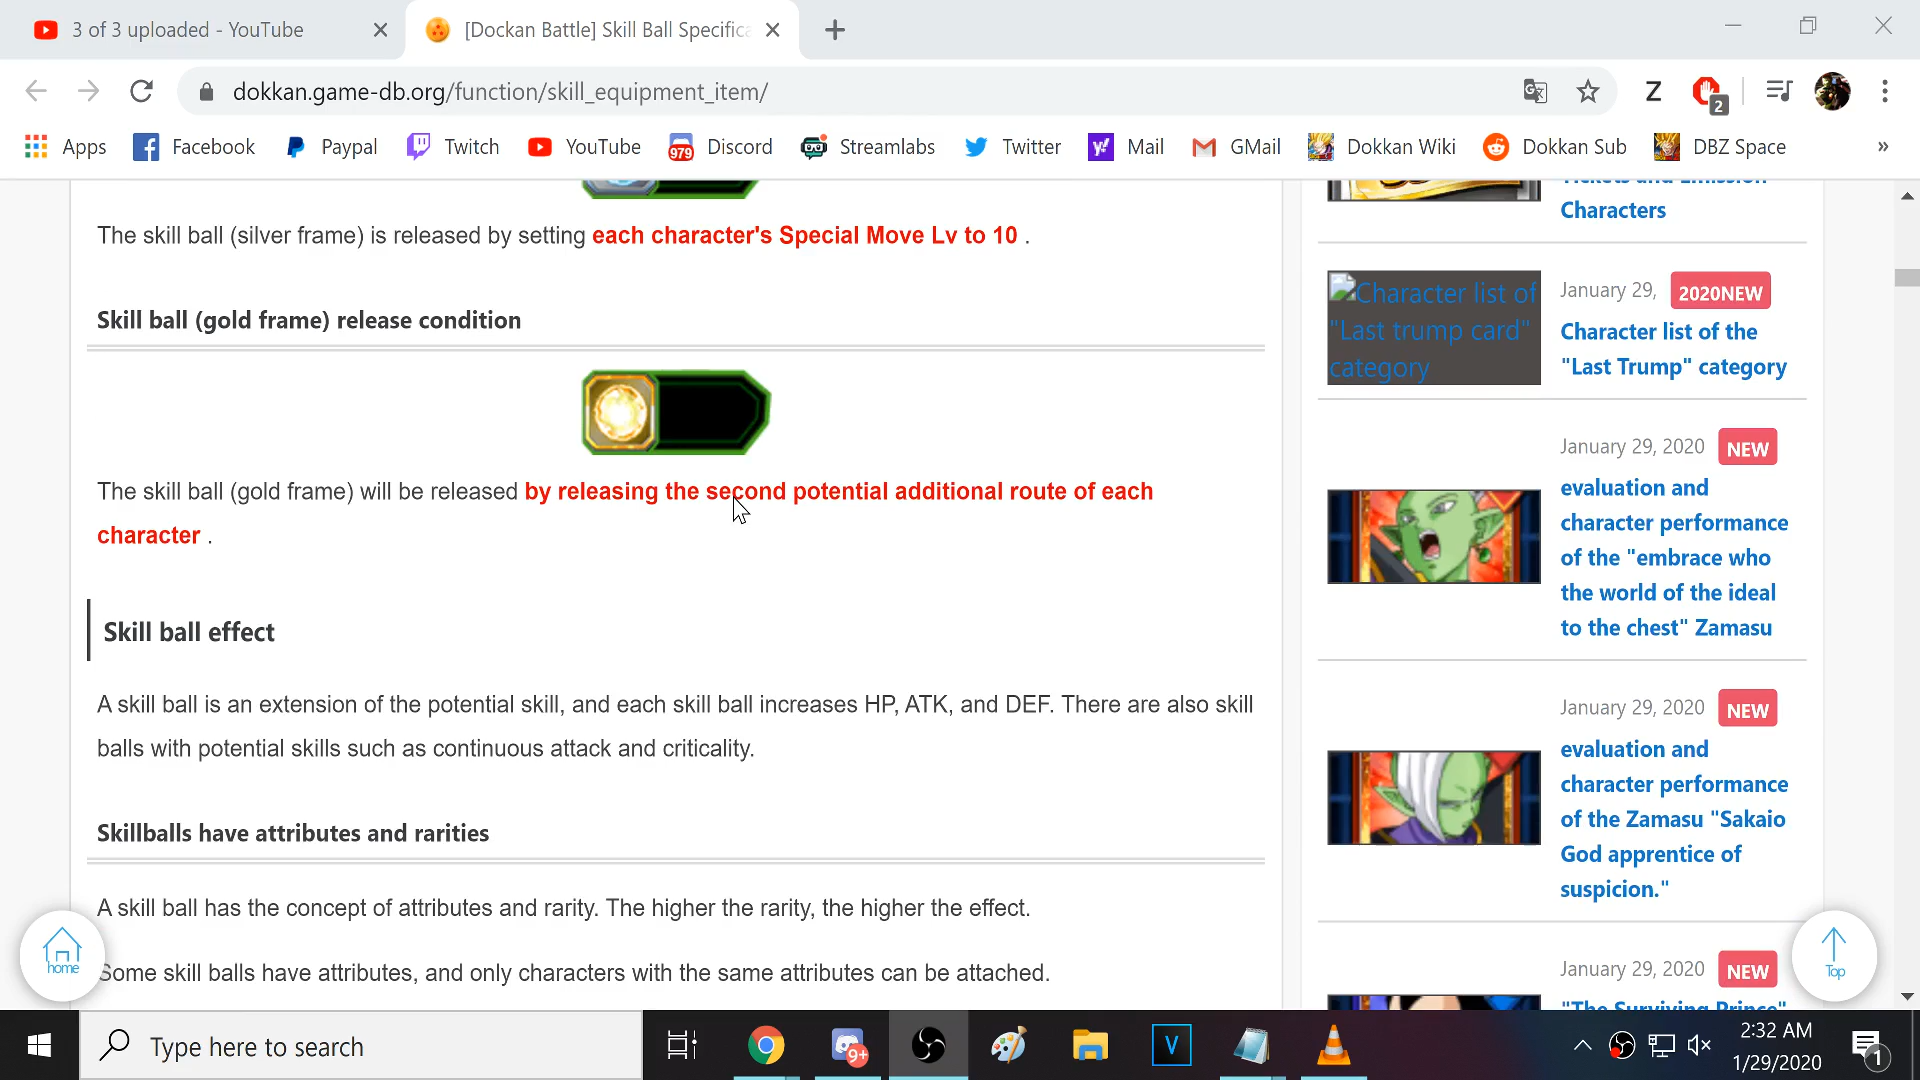 3 of 3 uploaded - YouTube
[Dockan Battle] Skill Ball Specifica
dokkan.game-db.org/function/skill_equipment_item/
Z
2
Apps
Facebook
Paypal
Twitch
YouTube
979
Discord
Streamlabs
Twitter
y!
Mail
GMail
Dokkan Wiki
Dokkan Sub
DBZ Space
»
The skill ball (silver frame) is released by setting each character's Special Move Lv to 10 .
Skill ball (gold frame) release condition
The skill ball (gold frame) will be released by releasing the second potential additional route of each
character .
Skill ball effect
A skill ball is an extension of the potential skill, and each skill ball increases HP, ATK, and DEF. There are also skill
balls with potential skills such as continuous attack and criticality.
Skillballs have attributes and rarities
A skill ball has the concept of attributes and rarity. The higher the rarity, the higher the effect.
Some skill balls have attributes, and only characters with the same attributes can be attached.
home
Tickets and Emission
Characters
Character list of
"Last trump card"
category
January 29, 2020NEW
Character list of the
"Last Trump" category
January 29, 2020 NEW
evaluation and
character performance
of the "embrace who
the world of the ideal
to the chest" Zamasu
January 29, 2020 NEW
evaluation and
character performance
of the Zamasu "Sakaio
God apprentice of
suspicion."
January 29, 2020 NEW
"The Surviving Prince"
Top
Type here to search
9+
V
2:32 AM
1/29/2020
1